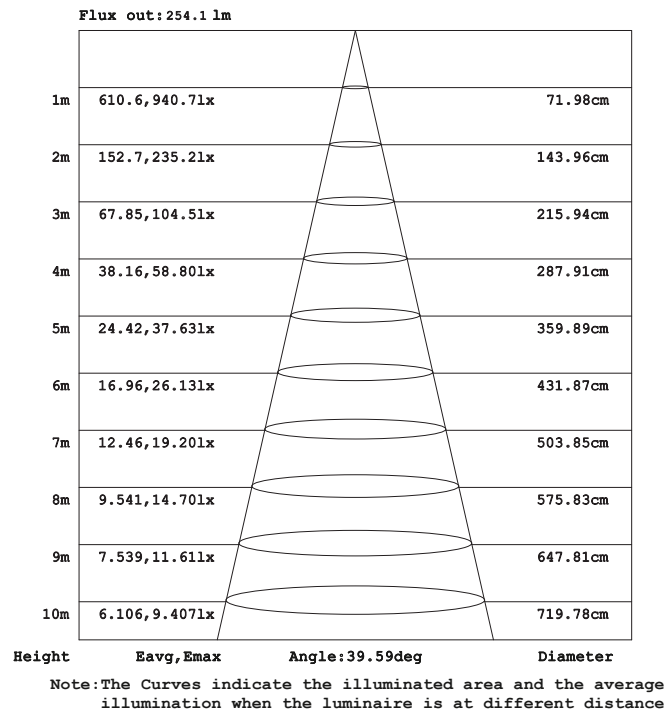 Flux out:254.1 lm
1m 610.6,940.7lx 71.98cm
2m 152.7,235.2lx 143.96cm
3m 67.85,104.5lx 215.94cm
4m 38.16,58.80lx 287.91cm
5m 24.42,37.63lx 359.89cm
6m 16.96,26.13lx 431.87cm
7m 12.46,19.20lx 503.85cm
8m 9.541,14.70lx 575.83cm
9m 7.539,11.61lx 647.81cm
10m 6.106,9.407lx 719.78cm
Height Eavg,Emax Angle:39.59deg Diameter
Note:The Curves indicate the illuminated area and the average
illumination when the luminaire is at different distance